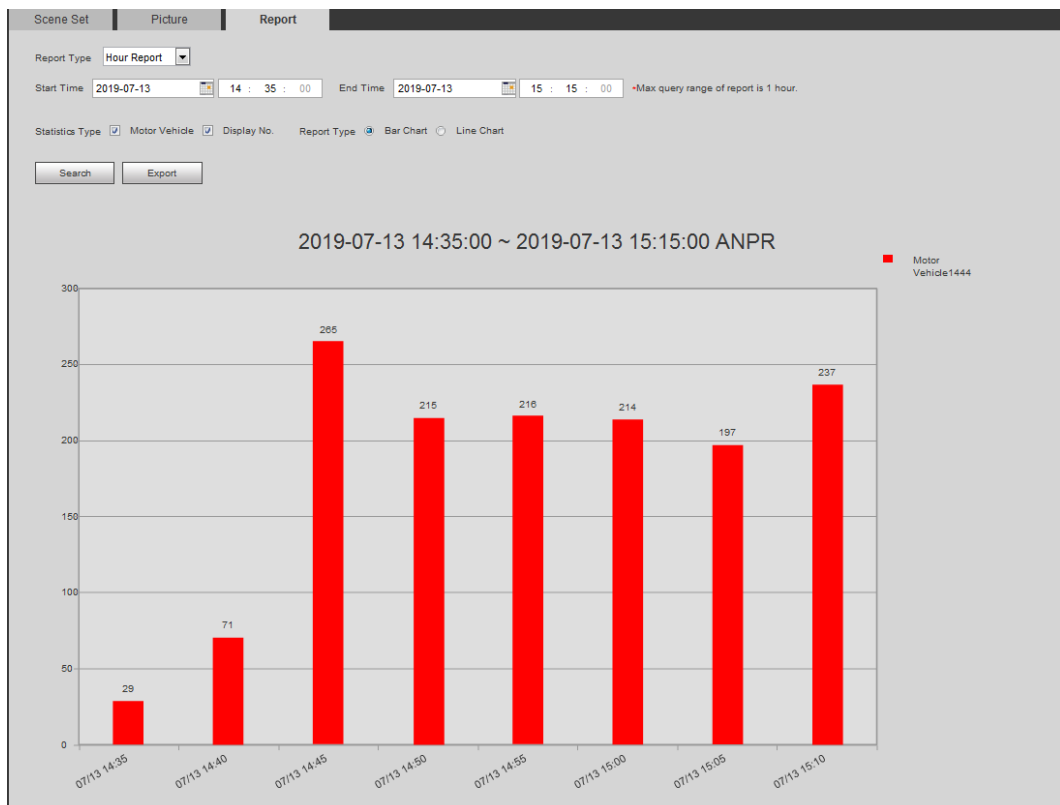 Scene Set Picture Report
Report Type Hour Report
Start Time 2019-07-13 14 : 35 : 00 End Time 2019-07-13 15 : 15 : 00 *Max query range of report is 1 hour.
Statistics Type Motor Vehicle Display No. Report Type Bar Chart Line Chart
Search Export
2019-07-13 14:35:00 ~ 2019-07-13 15:15:00 ANPR
Motor
Vehicle1444
300
265
250
237
215 216 214
197
200
150
100
71
50
29
0
07/13 14:35 07/13 14:40 07/13 14:45 07/13 14:50 07/13 14:55 07/13 15:00 07/13 15:05 07/13 15:10